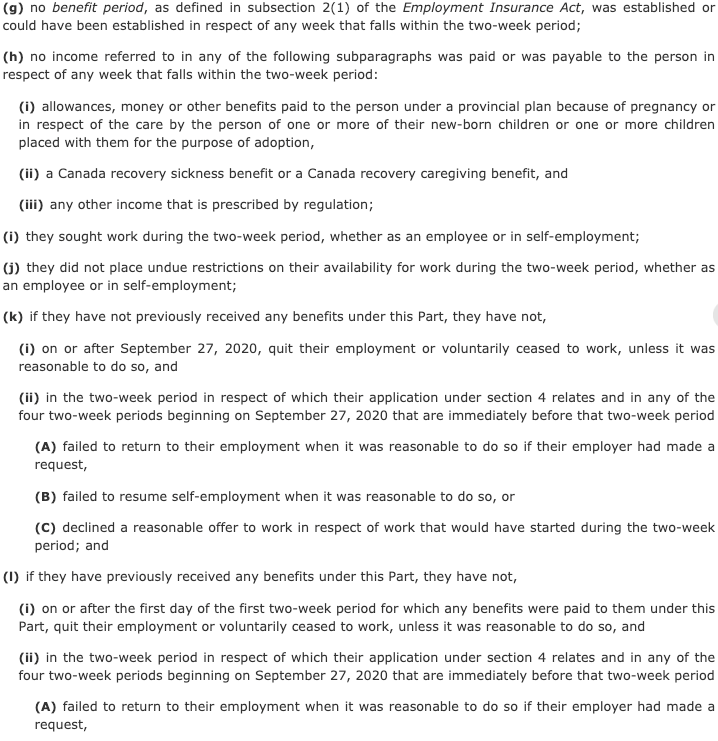 (g) no benefit period, as defined in subsection 2(1) of the Employment Insurance Act, was established or
could have been established in respect of any week that falls within the two-week period;
(h) no income referred to in any of the following subparagraphs was paid or was payable to the person in
respect of any week that falls within the two-week period:
(i) allowances, money or other benefits paid to the person under a provincial plan because of pregnancy or
in respect of the care by the person of one or more of their new-born children or one or more children
placed with them for the purpose of adoption,
(ii) a Canada recovery sickness benefit or a Canada recovery caregiving benefit, and
(iii) any other income that is prescribed by regulation;
(i) they sought work during the two-week period, whether as an employee or in self-employment;
(j) they did not place undue restrictions on their availability for work during the two-week period, whether as
an employee or in self-employment;
(k) if they have not previously received any benefits under this Part, they have not,
(i) on or after September 27, 2020, quit their employment or voluntarily ceased to work, unless it was
reasonable to do so, and
(ii) in the two-week period in respect of which their application under section 4 relates and in any of the
four two-week periods beginning on September 27, 2020 that are immediately before that two-week period
(A) failed to return to their employment when it was reasonable to do so if their employer had made a
request,
(B) failed to resume self-employment when it was reasonable to do so, or
(C) declined a reasonable offer to work in respect of work that would have started during the two-week
period; and
(l) if they have previously received any benefits under this Part, they have not,
(i) on or after the first day of the first two-week period for which any benefits were paid to them under this
Part, quit their employment or voluntarily ceased to work, unless it was reasonable to do so, and
(ii) in the two-week period in respect of which their application under section 4 relates and in any of the
four two-week periods beginning on September 27, 2020 that are immediately before that two-week period
(A) failed to return to their employment when it was reasonable to do so if their employer had made a
request,